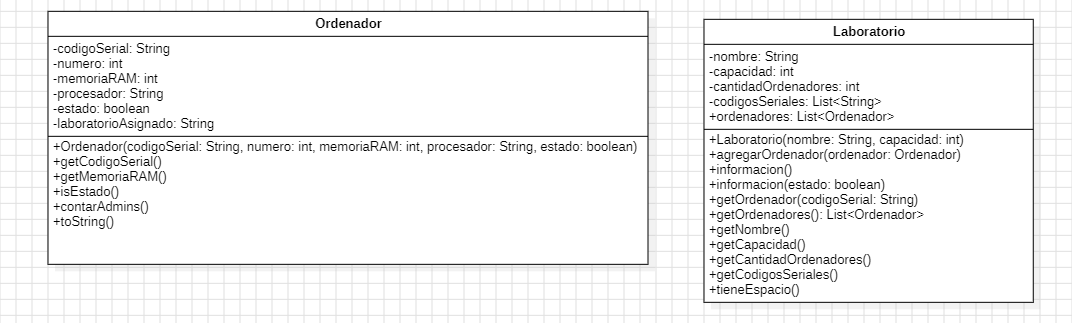 Ordenador
-codigoSerial: String
-numero: int
-memoriaRAM: int
-procesador: String
-estado: boolean
-laboratorioAsignado: String
+Ordenador(codigoSerial: String, numero: int, memoriaRAM: int, procesador: String, estado: boolean)
+getCodigoSerial()
+getMemoriaRAM()
+isEstado()
+contarAdmins()
+toString()
Laboratorio
-nombre: String
-capacidad: int
-cantidadOrdenadores: int
-codigosSeriales: List<String>
+ordenadores: List<Ordenador>
+Laboratorio(nombre: String, capacidad: int)
+agregarOrdenador(ordenador: Ordenador)
+informacion()
+informacion(estado: boolean)
+getOrdenador(codigoSerial: String)
+getOrdenadores(): List<Ordenador>
+getNombre()
+getCapacidad()
+getCantidadOrdenadores()
+getCodigosSeriales()
+tieneEspacio()